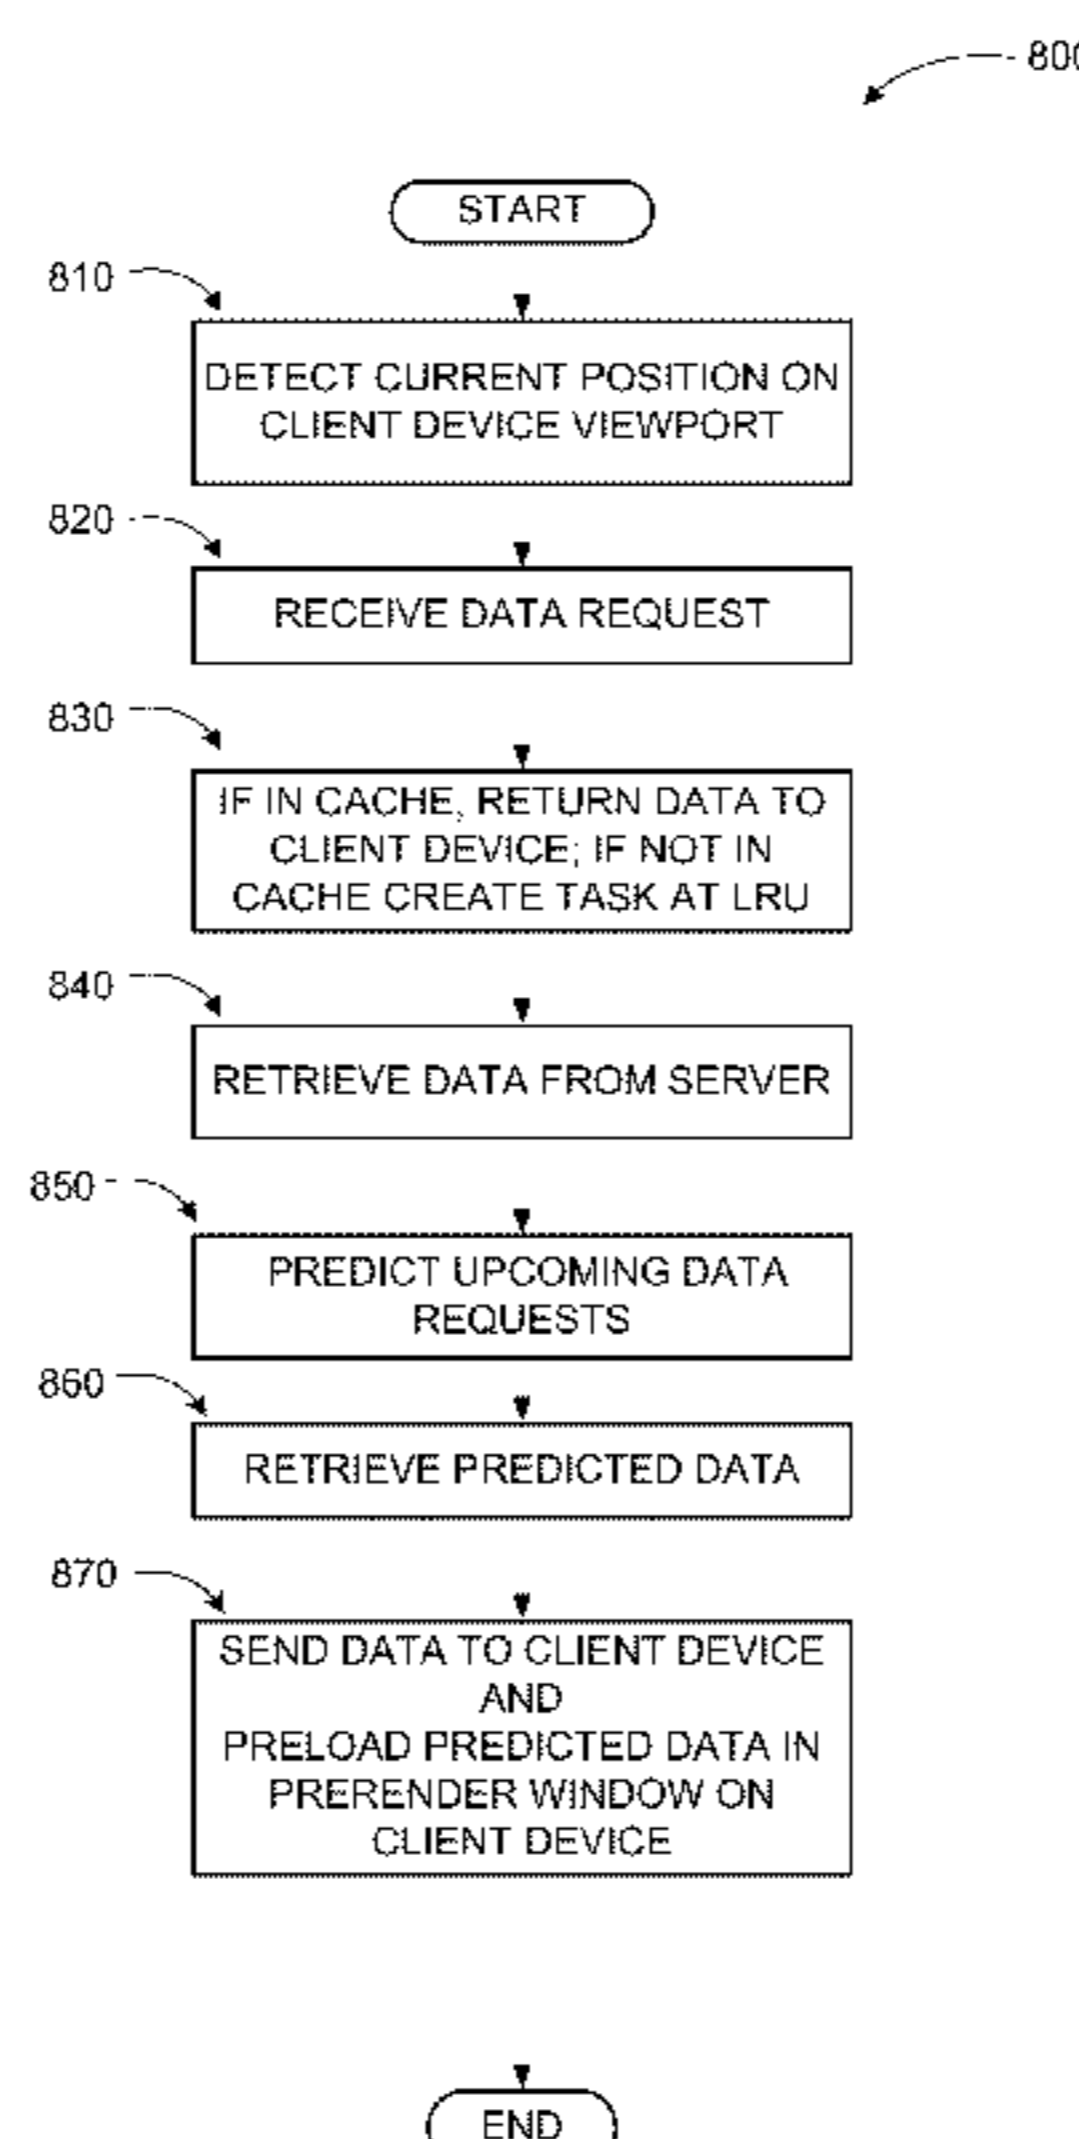 800
START
810
DETECT CURRENT POSITION ON
CLIENT DEVICE VIEWPORT
820
RECEIVE DATA REQUEST
830
IF IN CACHE, RETURN DATA TO
CLIENT DEVICE; IF NOT IN
CACHE CREATE TASK AT LRU
840
RETRIEVE DATA FROM SERVER
850
PREDICT UPCOMING DATA
REQUESTS
860
RETRIEVE PREDICTED DATA
870
SEND DATA TO CLIENT DEVICE
AND
PRELOAD PREDICTED DATA IN
PRERENDER WINDOW ON
CLIENT DEVICE
END